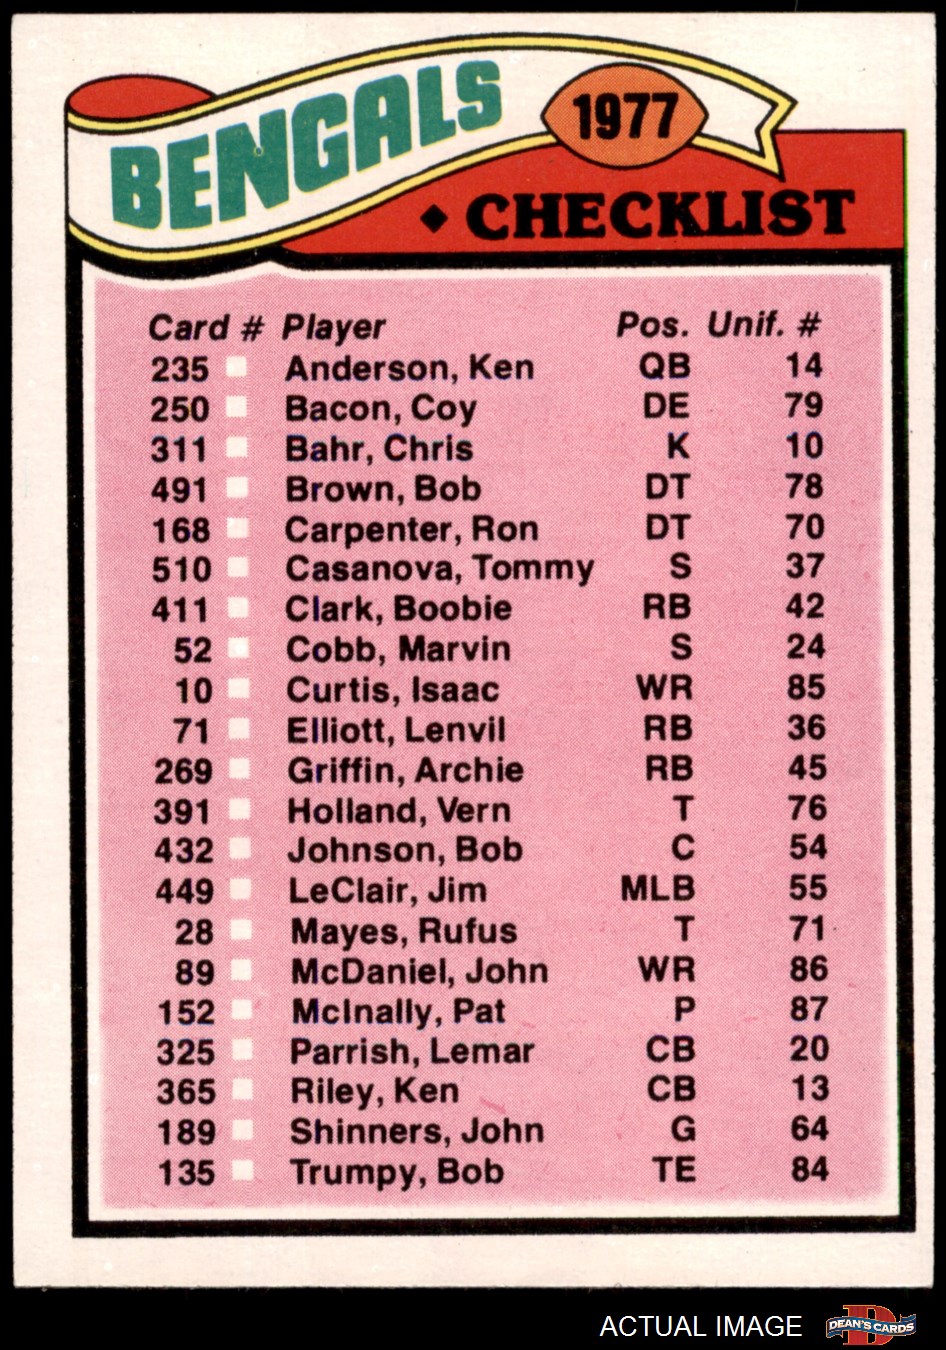 BENGALS
1977
◆ CHECKLIST
Card # Player Pos. Unif. #
235 Anderson, Ken QB 14
250 Bacon, Coy DE 79
311 Bahr, Chris K 10
491 Brown, Bob DT 78
168 Carpenter, Ron DT 70
510 Casanova, Tommy S 37
411 Clark, Boobie RB 42
52 Cobb, Marvin S 24
10 Curtis, Isaac WR 85
71 Elliott, Lenvil RB 36
269 Griffin, Archie RB 45
391 Holland, Vern T 76
432 Johnson, Bob C 54
449 LeClair, Jim MLB 55
28 Mayes, Rufus T 71
89 McDaniel, John WR 86
152 McInally, Pat P 87
325 Parrish, Lemar CB 20
365 Riley, Ken CB 13
189 Shinners, John G 64
135 Trumpy, Bob TE 84
ACTUAL IMAGE
D
DEAN'S CARDS